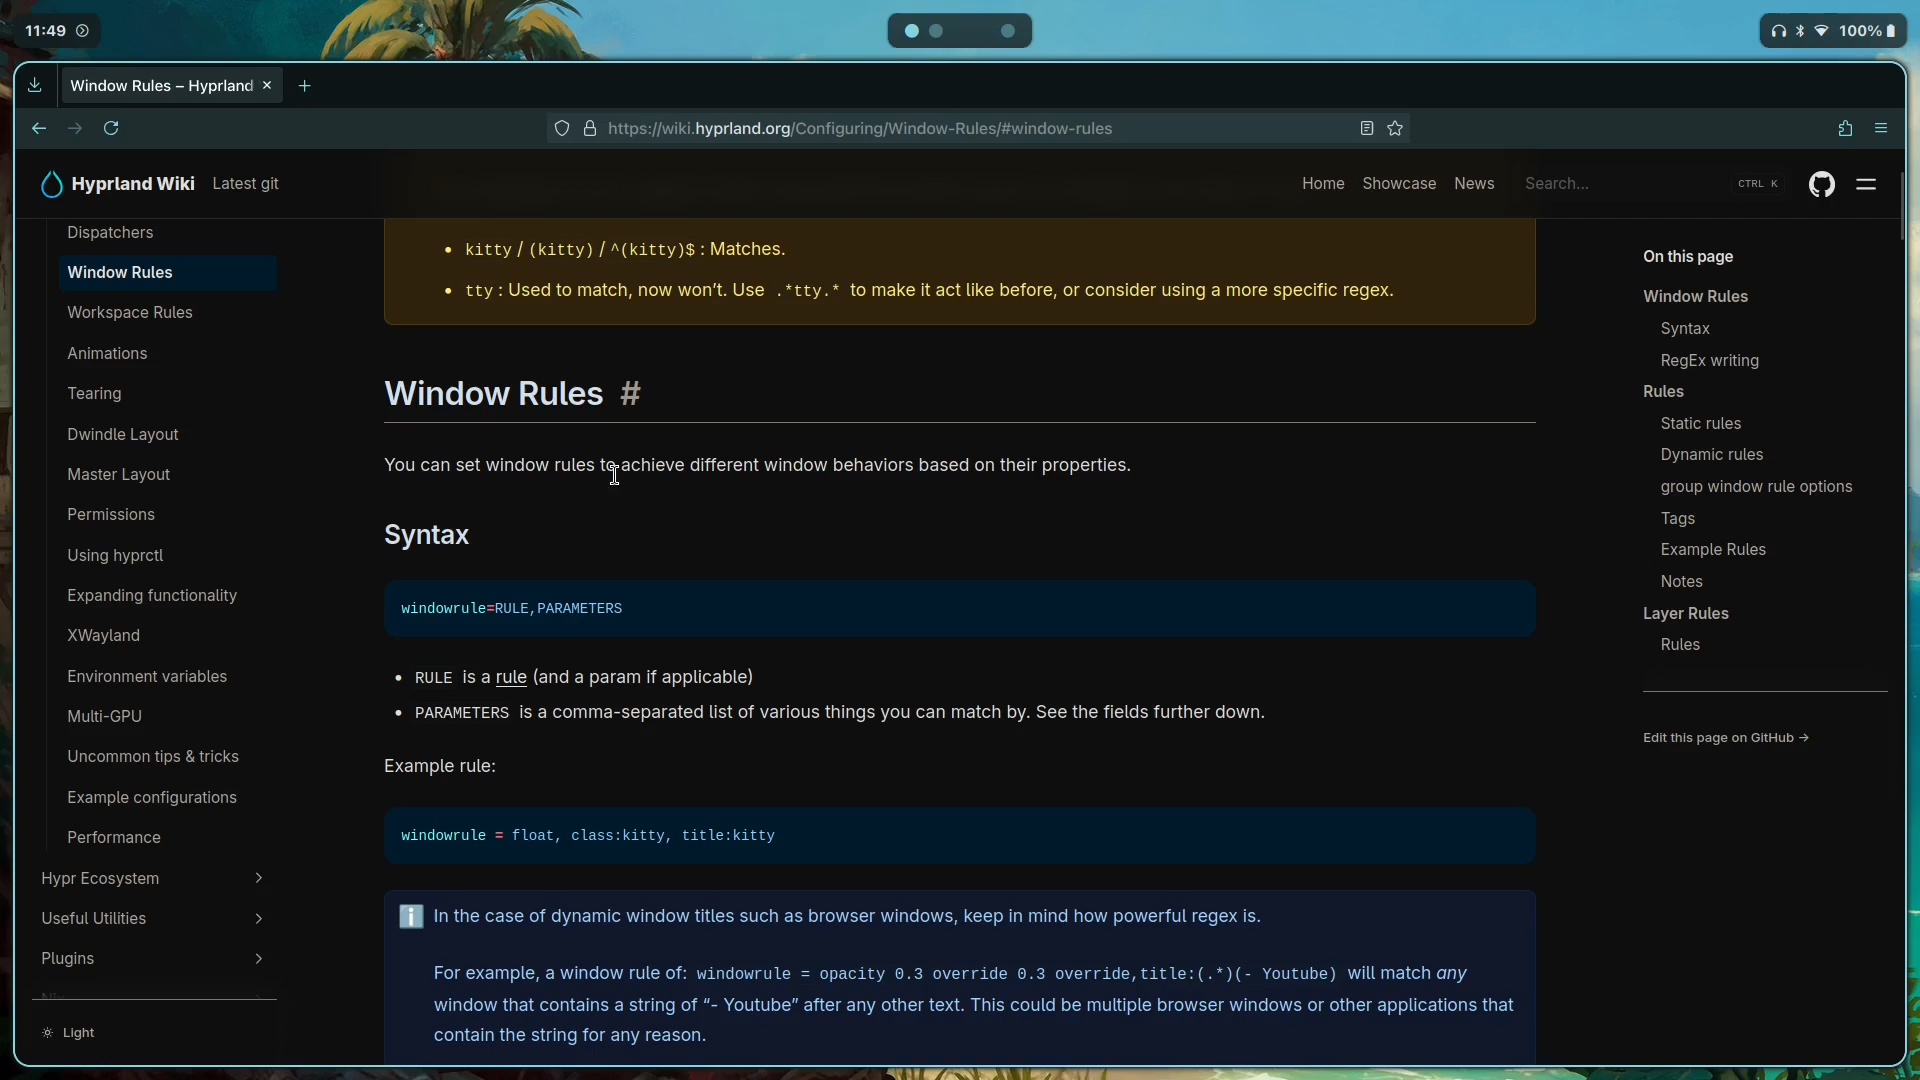 11:49
100%
Window Rules – Hyprland
https://wiki.hyprland.org/Configuring/Window-Rules/#window-rules
Hyprland Wiki Latest git Home Showcase News Search... CTRL K
Dispatchers
Window Rules
Workspace Rules
Animations
Tearing
Dwindle Layout
Master Layout
Permissions
Using hyprctl
Expanding functionality
XWayland
Environment variables
Multi-GPU
Uncommon tips & tricks
Example configurations
Performance
Hypr Ecosystem
Useful Utilities
Plugins
Light
kitty / (kitty) / ^(kitty)$ : Matches.
tty : Used to match, now won’t. Use .*tty.* to make it act like before, or consider using a more specific regex.
Window Rules #
You can set window rules to achieve different window behaviors based on their properties.
Syntax
windowrule=RULE,PARAMETERS
RULE is a rule (and a param if applicable)
PARAMETERS is a comma-separated list of various things you can match by. See the fields further down.
Example rule:
windowrule = float, class:kitty, title:kitty
In the case of dynamic window titles such as browser windows, keep in mind how powerful regex is.
For example, a window rule of: windowrule = opacity 0.3 override 0.3 override,title:(.*)(- Youtube) will match any
window that contains a string of “- Youtube” after any other text. This could be multiple browser windows or other applications that
contain the string for any reason.
On this page
Window Rules
Syntax
RegEx writing
Rules
Static rules
Dynamic rules
group window rule options
Tags
Example Rules
Notes
Layer Rules
Rules
Edit this page on GitHub →